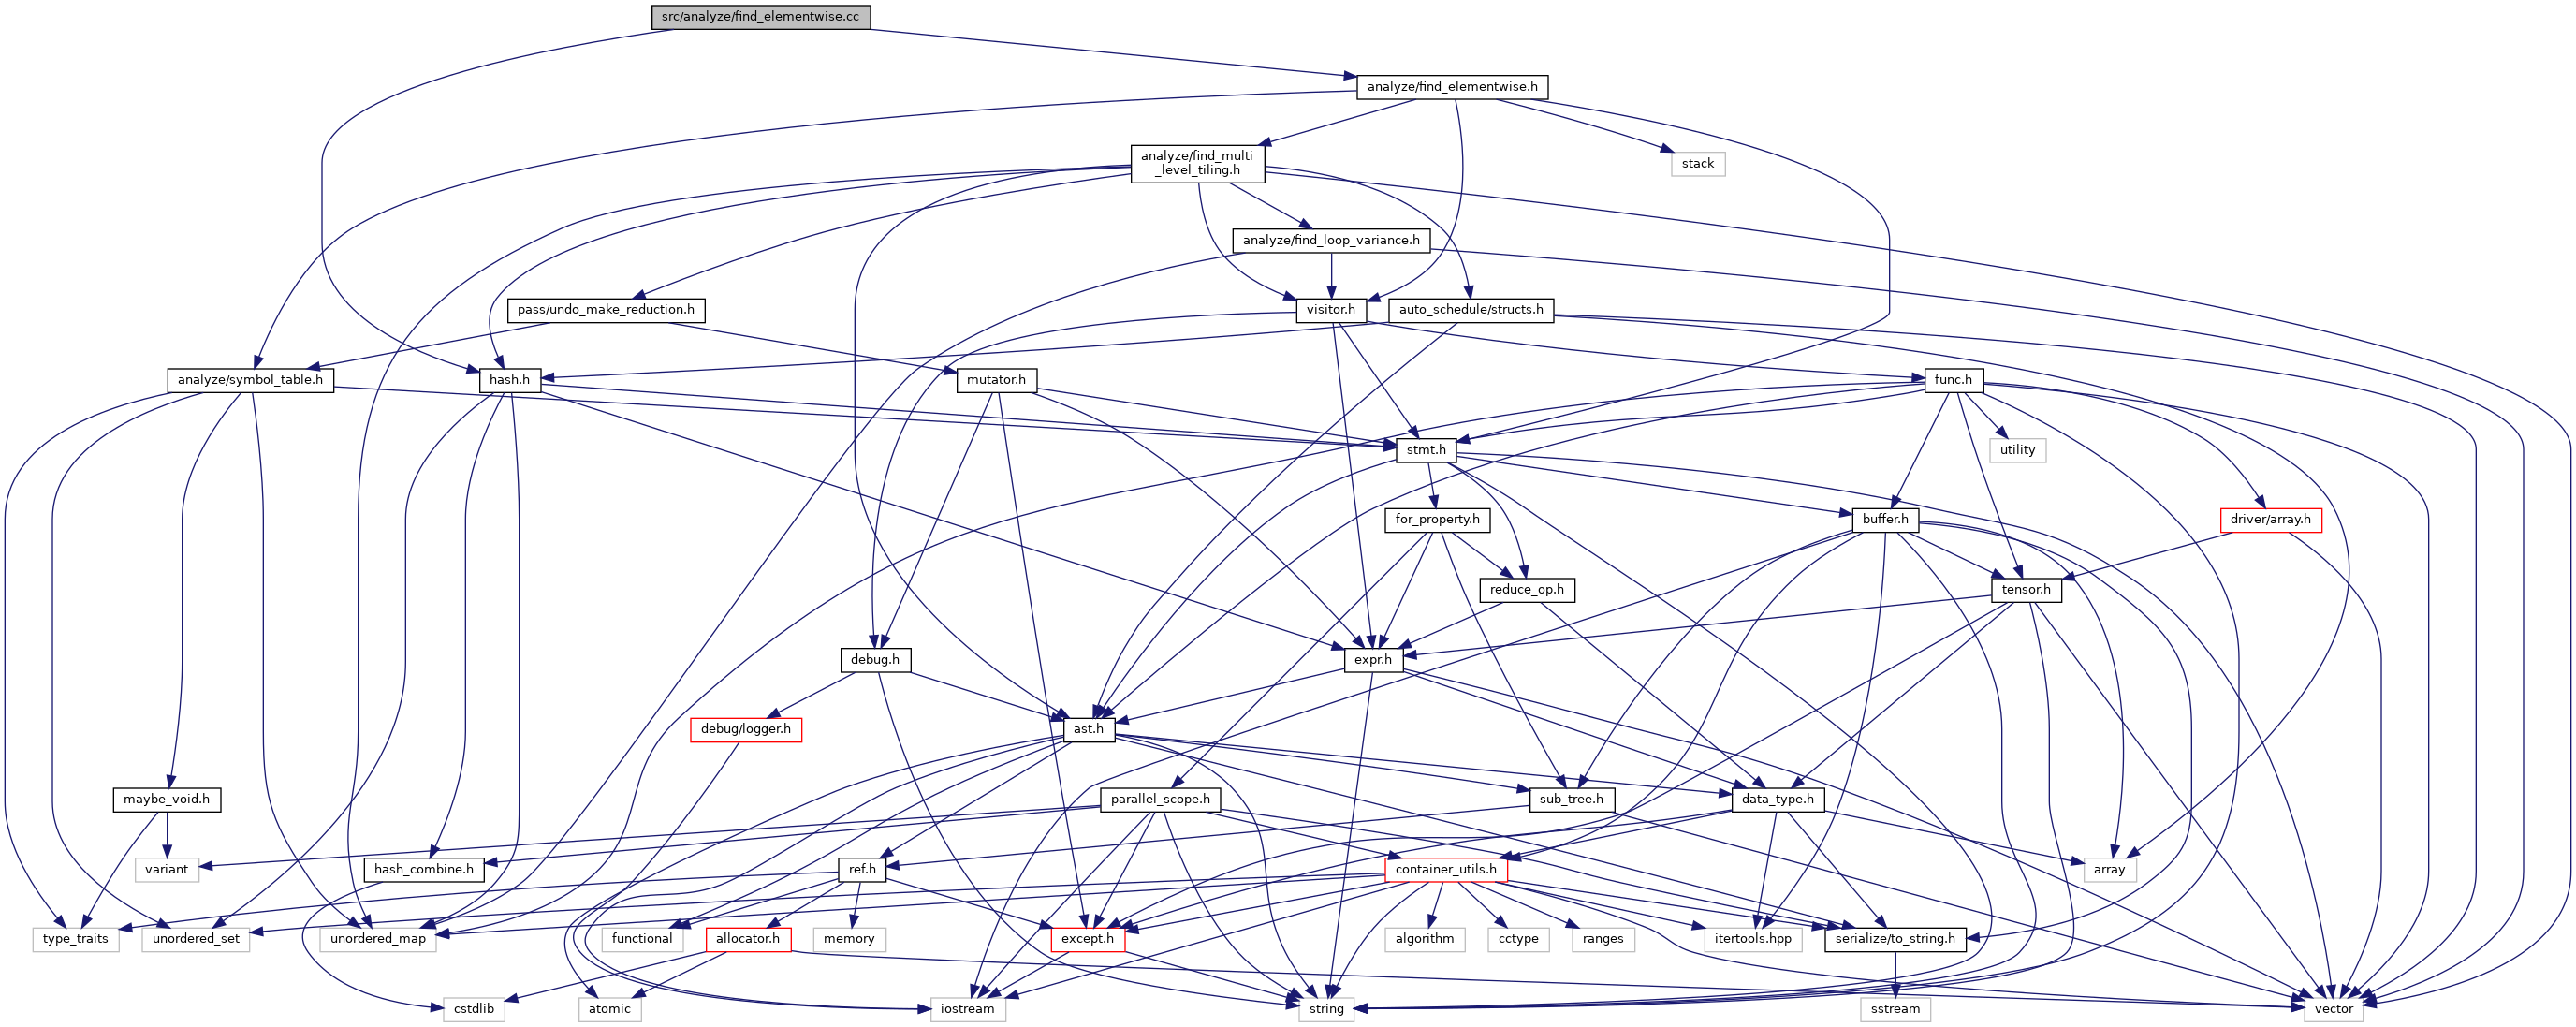 src/analyze/find_elementwise.cc
analyze/find_elementwise.h
analyze/find_multi
_level_tiling.h
stack
analyze/find_loop_variance.h
pass/undo_make_reduction.h
visitor.h
auto_schedule/structs.h
analyze/symbol_table.h
hash.h
mutator.h
func.h
stmt.h
utility
for_property.h
buffer.h
driver/array.h
reduce_op.h
tensor.h
debug.h
expr.h
debug/logger.h
ast.h
maybe_void.h
parallel_scope.h
sub_tree.h
data_type.h
variant
hash_combine.h
ref.h
container_utils.h
array
type_traits
unordered_set
unordered_map
functional
allocator.h
memory
except.h
algorithm
cctype
ranges
itertools.hpp
serialize/to_string.h
cstdlib
atomic
iostream
string
sstream
vector